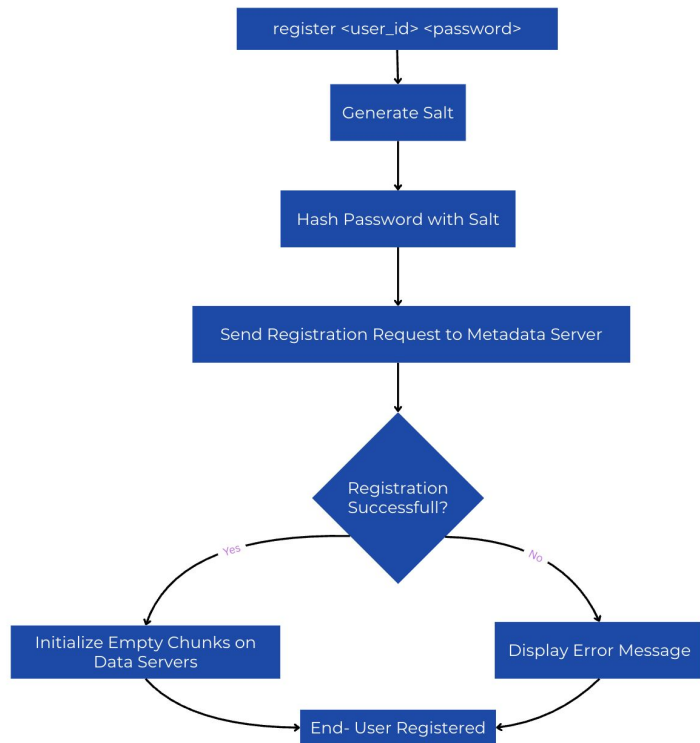 register <user_id> <password>
Generate Salt
Hash Password with Salt
Send Registration Request to Metadata Server
Registration
Successfull?
Yes
No
Initialize Empty Chunks on
Data Servers
Display Error Message
End- User Registered